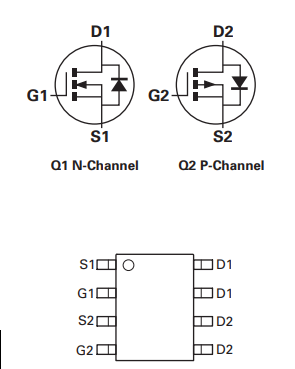 D1 D2
G1 G2
S1 S2
Q1 N-Channel Q2 P-Channel
S1 D1
G1 D1
S2 D2
G2 D2